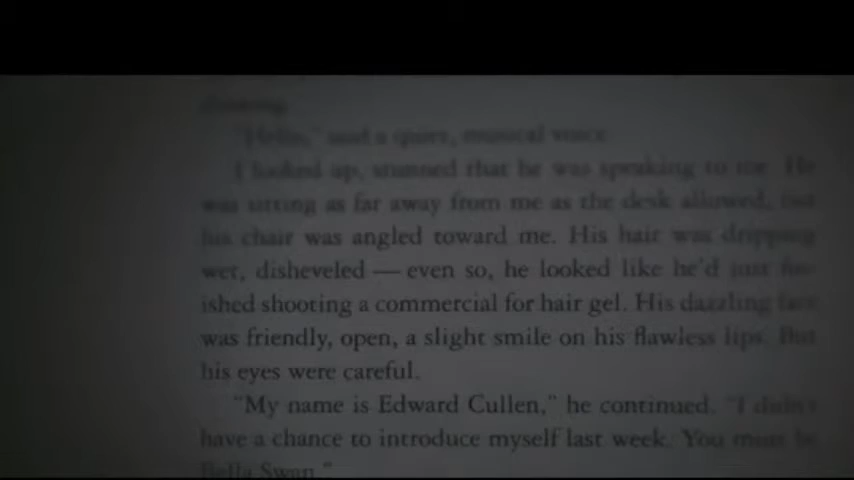 "Hello," said a quiet, musical voice.
I looked up, stunned that he was speaking to me. He
was sitting as far away from me as the desk allowed, but
his chair was angled toward me. His hair was dripping
wet, disheveled — even so, he looked like he'd just fin-
ished shooting a commercial for hair gel. His dazzling face
was friendly, open, a slight smile on his flawless lips. But
his eyes were careful.
"My name is Edward Cullen," he continued. "I didn't
have a chance to introduce myself last week. You must be
Bella Swan."